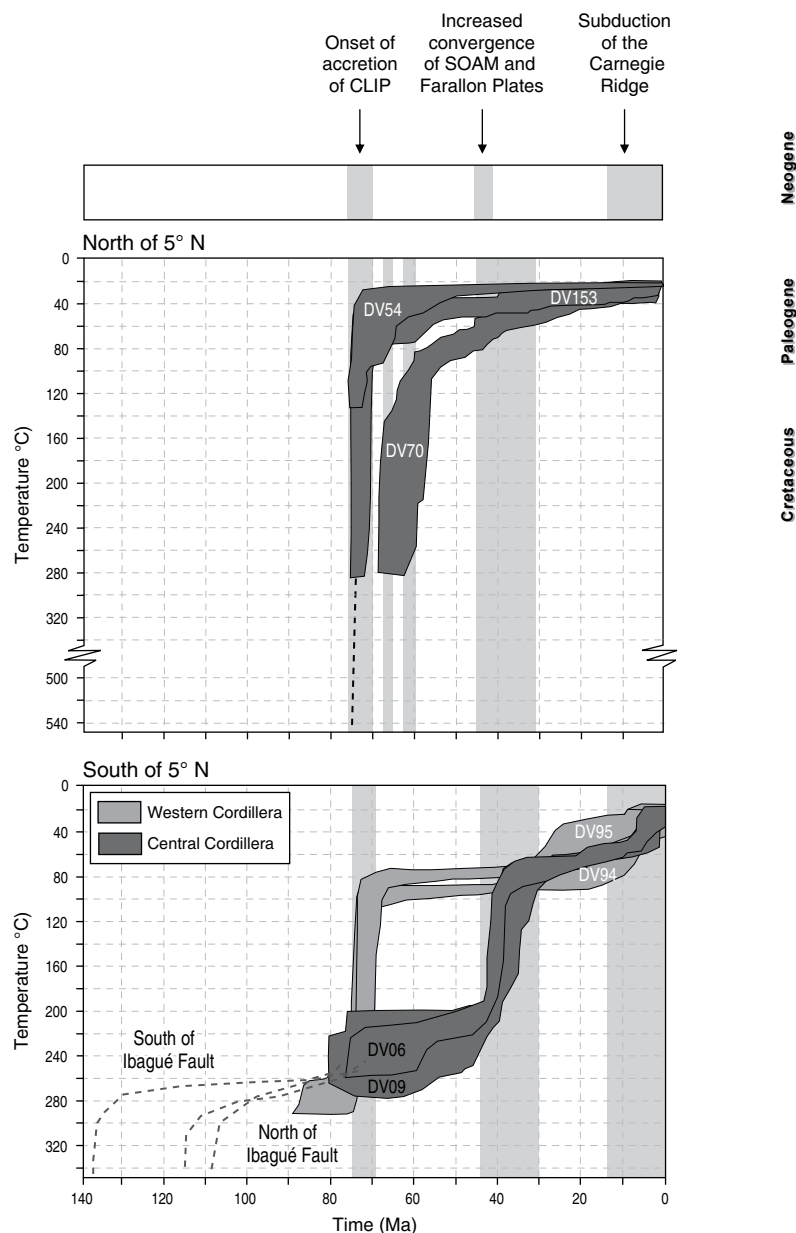 Onset of
accretion
of CLIP
Increased
convergence
of SOAM and
Farallon Plates
Subduction
of the
Carnegie
Ridge
Neogene
Paleogene
Cretaceous
North of 5° N
Temperature °C
0
40
80
120
160
200
240
280
320
500
540
DV54
DV153
DV70
South of 5° N
Temperature °C
0
40
80
120
160
200
240
280
320
Western Cordillera
Central Cordillera
DV95
DV94
DV06
DV09
South of
Ibagué Fault
North of
Ibagué Fault
140 120 100 80 60 40 20 0
Time (Ma)